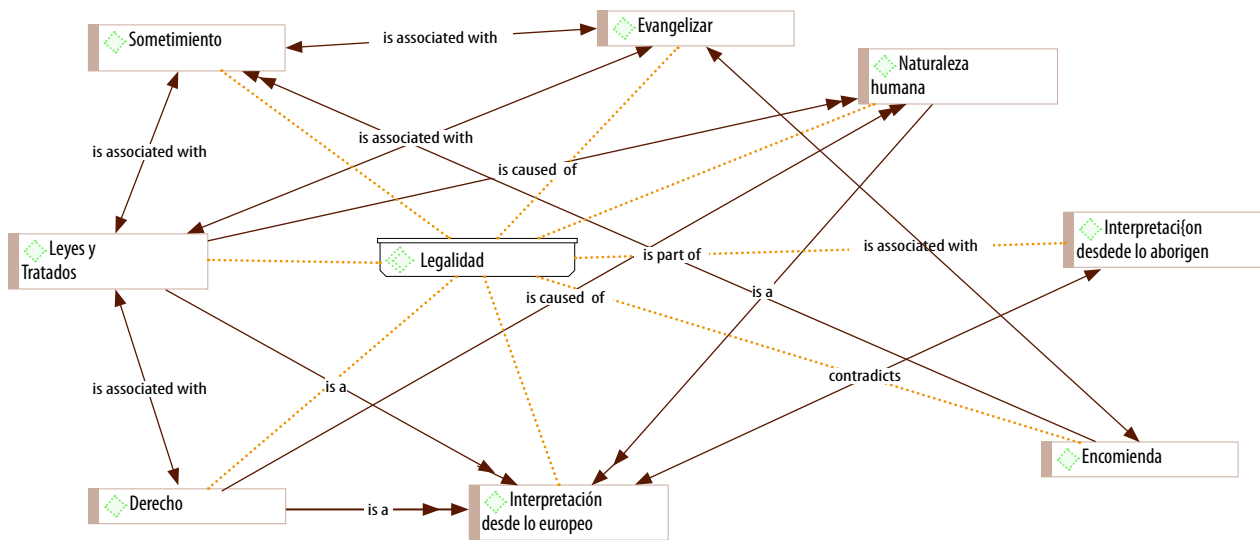 Sometimiento
is associated with
Evangelizar
Naturaleza
humana
is associated with
is associated with
is caused of
Leyes y
Tratados
Legalidad
is part of
is associated with
Interpretaci{on
desdede lo aborigen
is caused of
is a
is associated with
is a
contradicts
Encomienda
Derecho
is a
Interpretación
desde lo europeo